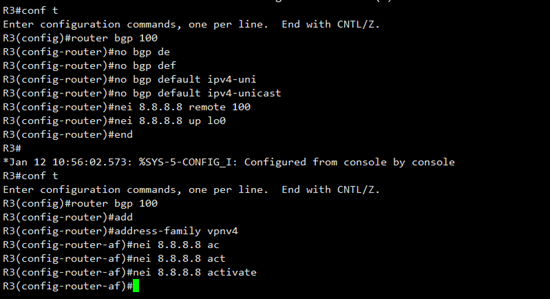 R3#conf t
Enter configuration commands, one per line.  End with CNTL/Z.
R3(config)#router bgp 100
R3(config-router)#no bgp de
R3(config-router)#no bgp def
R3(config-router)#no bgp default ipv4-uni
R3(config-router)#no bgp default ipv4-unicast
R3(config-router)#nei 8.8.8.8 remote 100
R3(config-router)#nei 8.8.8.8 up lo0
R3(config-router)#end
R3#
*Jan 12 10:56:02.573: %SYS-5-CONFIG_I: Configured from console by console
R3#conf t
Enter configuration commands, one per line.  End with CNTL/Z.
R3(config)#router bgp 100
R3(config-router)#add
R3(config-router)#address-family vpnv4
R3(config-router-af)#nei 8.8.8.8 ac
R3(config-router-af)#nei 8.8.8.8 act
R3(config-router-af)#nei 8.8.8.8 activate
R3(config-router-af)#